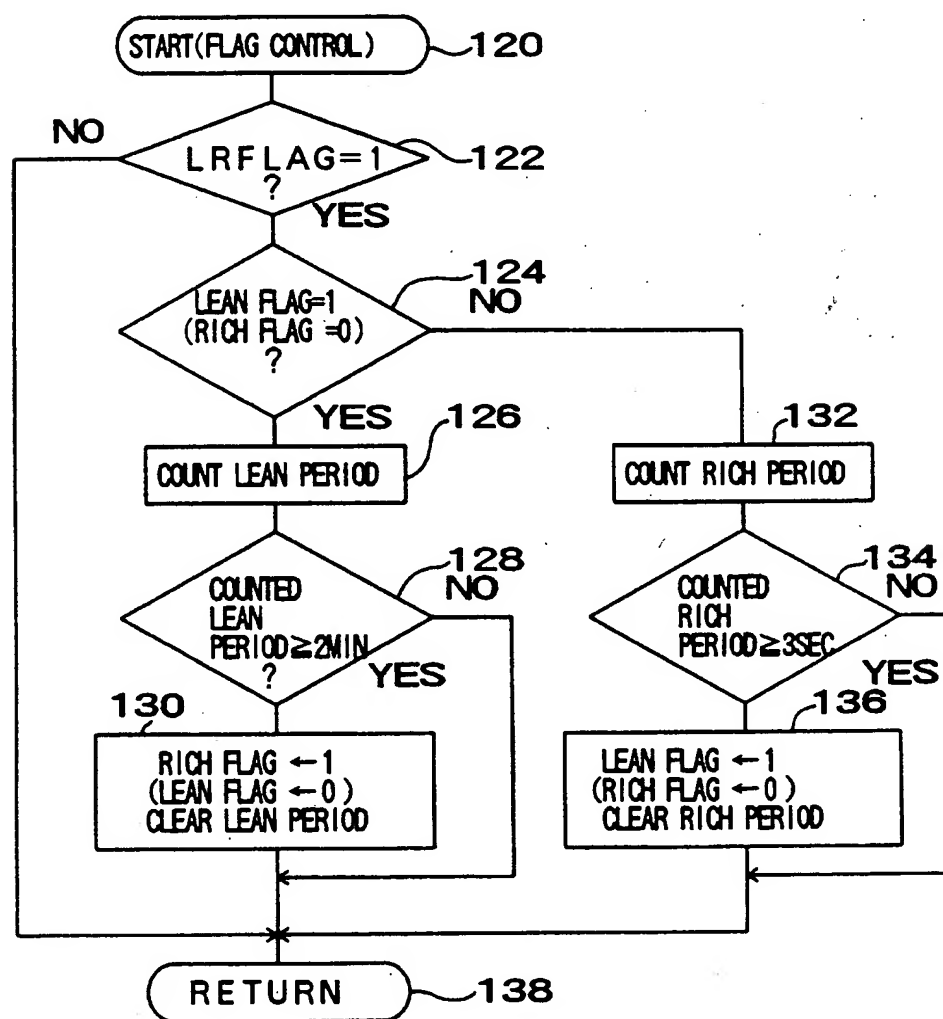 START(FLAG CONTROL)
120
NO
LRFLAG=1
?
122
YES
LEAN FLAG=1
(RICH FLAG =0)
?
124
NO
YES
126
COUNT LEAN PERIOD
132
COUNT RICH PERIOD
128
COUNTED
LEAN
PERIOD≧2MIN
?
NO
YES
134
COUNTED
RICH
PERIOD≧3SEC
NO
YES
130
RICH FLAG ←1
(LEAN FLAG ←0)
CLEAR LEAN PERIOD
136
LEAN FLAG ←1
(RICH FLAG ←0)
CLEAR RICH PERIOD
RETURN
138